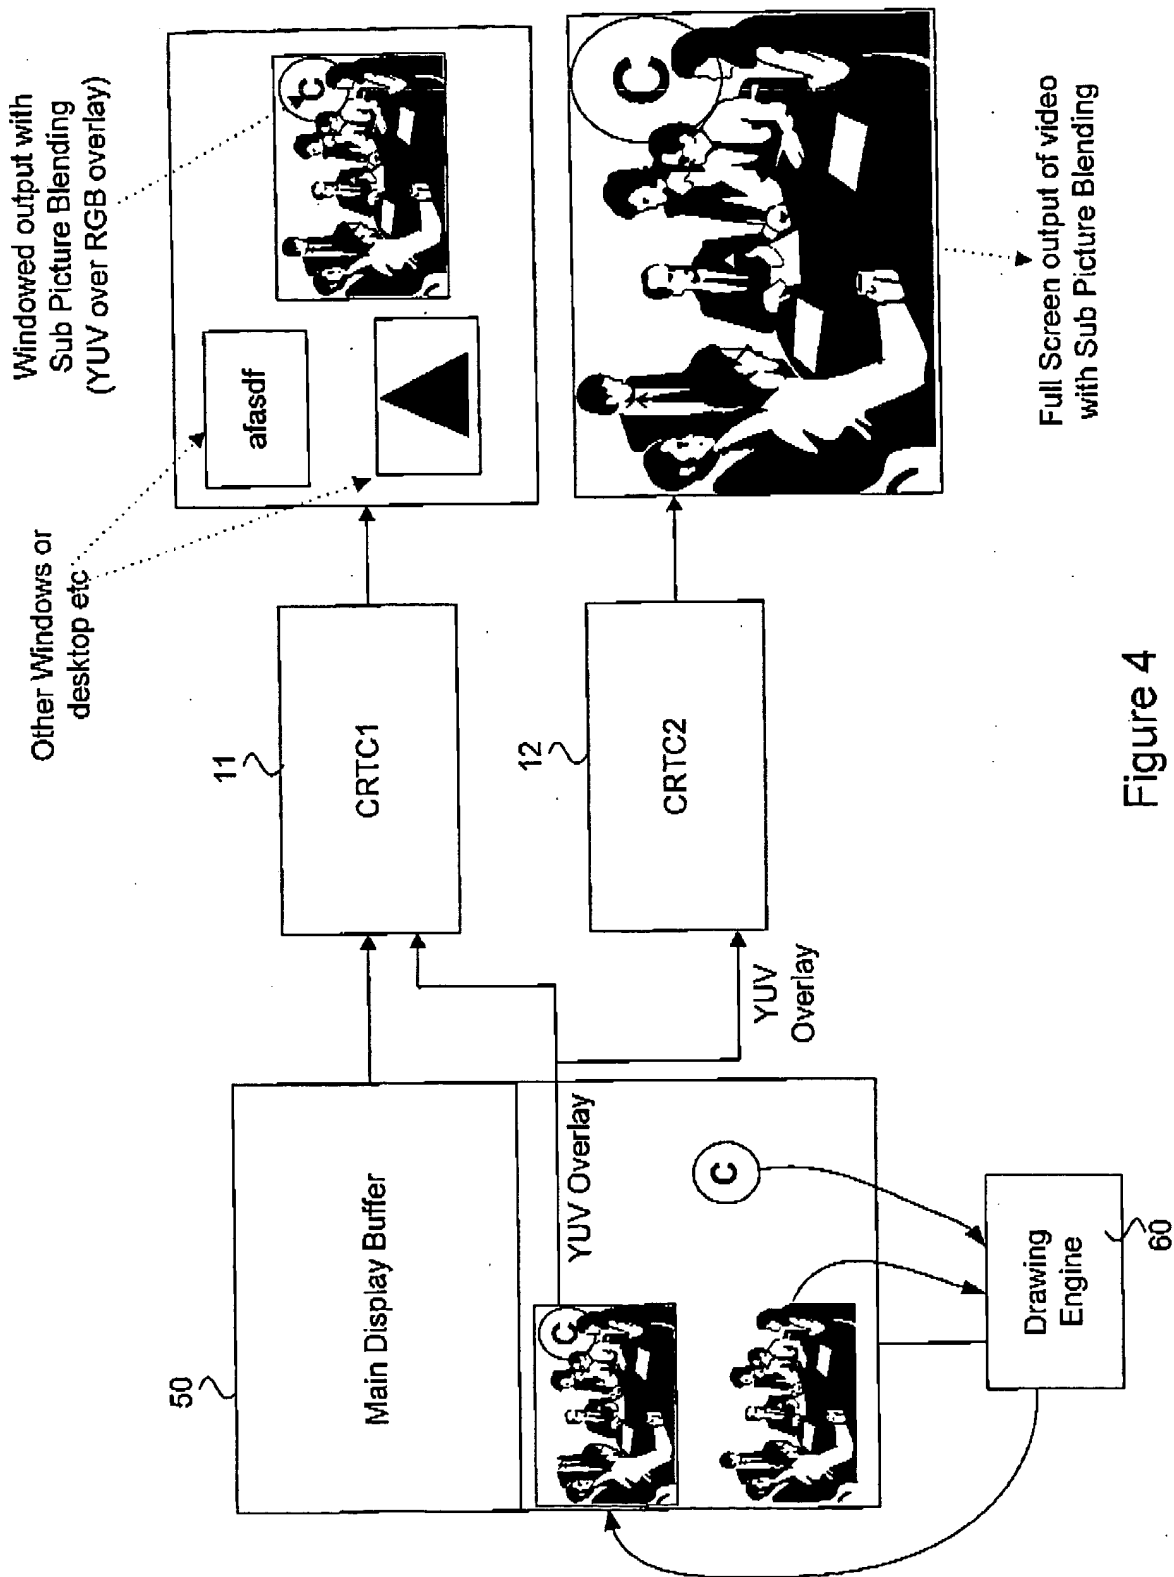 Windowed output with
Sub Picture Blending
(YUV over RGB overlay)
Other Windows or
desktop etc
afasdf
C
11
CRTC1
50
Main Display Buffer
YUV Overlay
C
C
YUV
Overlay
12
CRTC2
C
Full Screen output of video
with Sub Picture Blending
Drawing
Engine
60
Figure 4